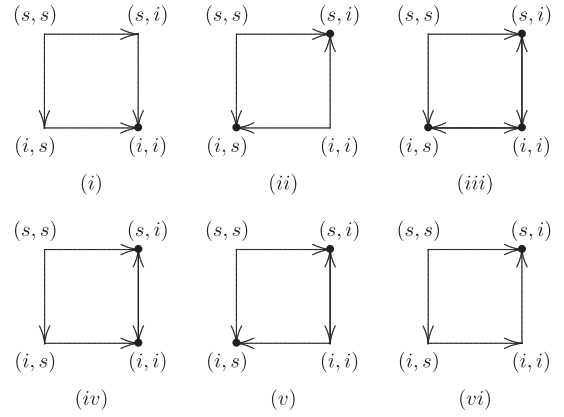 (s, s) (s, i) (s, s) (s, i) (s, s) (s, i)
(i, s) (i, i) (i, s) (i, i) (i, s) (i, i)
(i) (ii) (iii)
(s, s) (s, i) (s, s) (s, i) (s, s) (s, i)
(i, s) (i, i) (i, s) (i, i) (i, s) (i, i)
(iv) (v) (vi)